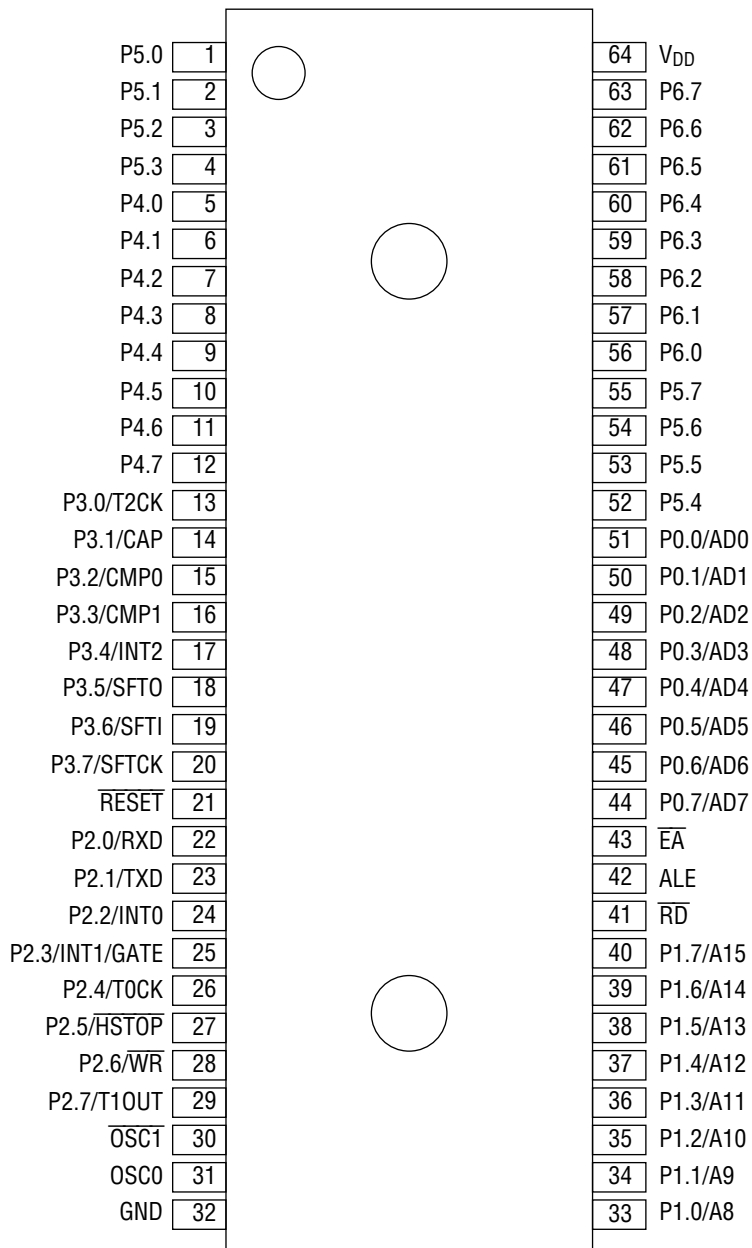 P5.0 1 64 VDD
P5.1 2 63 P6.7
P5.2 3 62 P6.6
P5.3 4 61 P6.5
P4.0 5 60 P6.4
P4.1 6 59 P6.3
P4.2 7 58 P6.2
P4.3 8 57 P6.1
P4.4 9 56 P6.0
P4.5 10 55 P5.7
P4.6 11 54 P5.6
P4.7 12 53 P5.5
P3.0/T2CK 13 52 P5.4
P3.1/CAP 14 51 P0.0/AD0
P3.2/CMP0 15 50 P0.1/AD1
P3.3/CMP1 16 49 P0.2/AD2
P3.4/INT2 17 48 P0.3/AD3
P3.5/SFTO 18 47 P0.4/AD4
P3.6/SFTI 19 46 P0.5/AD5
P3.7/SFTCK 20 45 P0.6/AD6
R̅E̅S̅E̅T̅ 21 44 P0.7/AD7
P2.0/RXD 22 43 E̅A̅
P2.1/TXD 23 42 ALE
P2.2/INT0 24 41 R̅D̅
P2.3/INT1/GATE 25 40 P1.7/A15
P2.4/T0CK 26 39 P1.6/A14
P2.5/H̅S̅T̅O̅P̅ 27 38 P1.5/A13
P2.6/W̅R̅ 28 37 P1.4/A12
P2.7/T1OUT 29 36 P1.3/A11
O̅S̅C̅1̅ 30 35 P1.2/A10
OSC0 31 34 P1.1/A9
GND 32 33 P1.0/A8